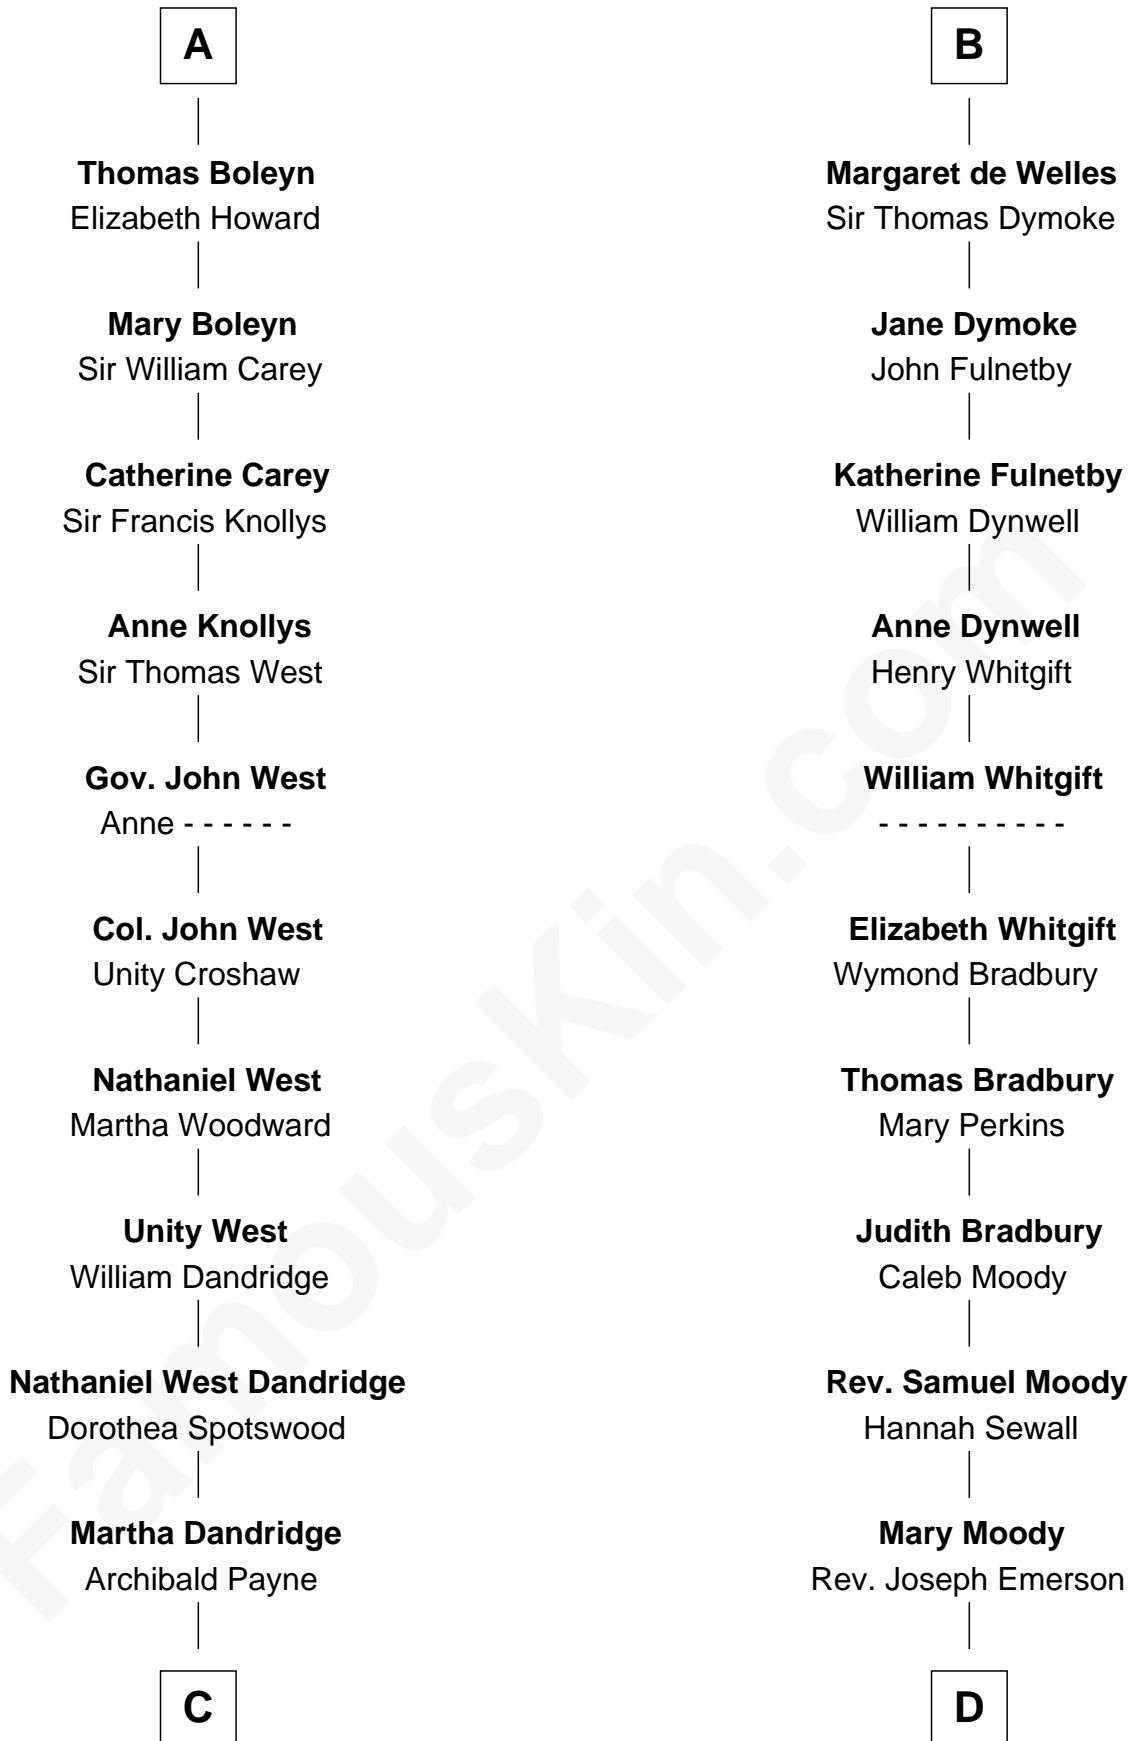 A
Thomas Boleyn
Elizabeth Howard
Mary Boleyn
Sir William Carey
Catherine Carey
Sir Francis Knollys
Anne Knollys
Sir Thomas West
Gov. John West
Anne - - - - - -
Col. John West
Unity Croshaw
Nathaniel West
Martha Woodward
Unity West
William Dandridge
Nathaniel West Dandridge
Dorothea Spotswood
Martha Dandridge
Archibald Payne
C
B
Margaret de Welles
Sir Thomas Dymoke
Jane Dymoke
John Fulnetby
Katherine Fulnetby
William Dynwell
Anne Dynwell
Henry Whitgift
William Whitgift
- - - - - - - - - -
Elizabeth Whitgift
Wymond Bradbury
Thomas Bradbury
Mary Perkins
Judith Bradbury
Caleb Moody
Rev. Samuel Moody
Hannah Sewall
Mary Moody
Rev. Joseph Emerson
D
FamousKin.com